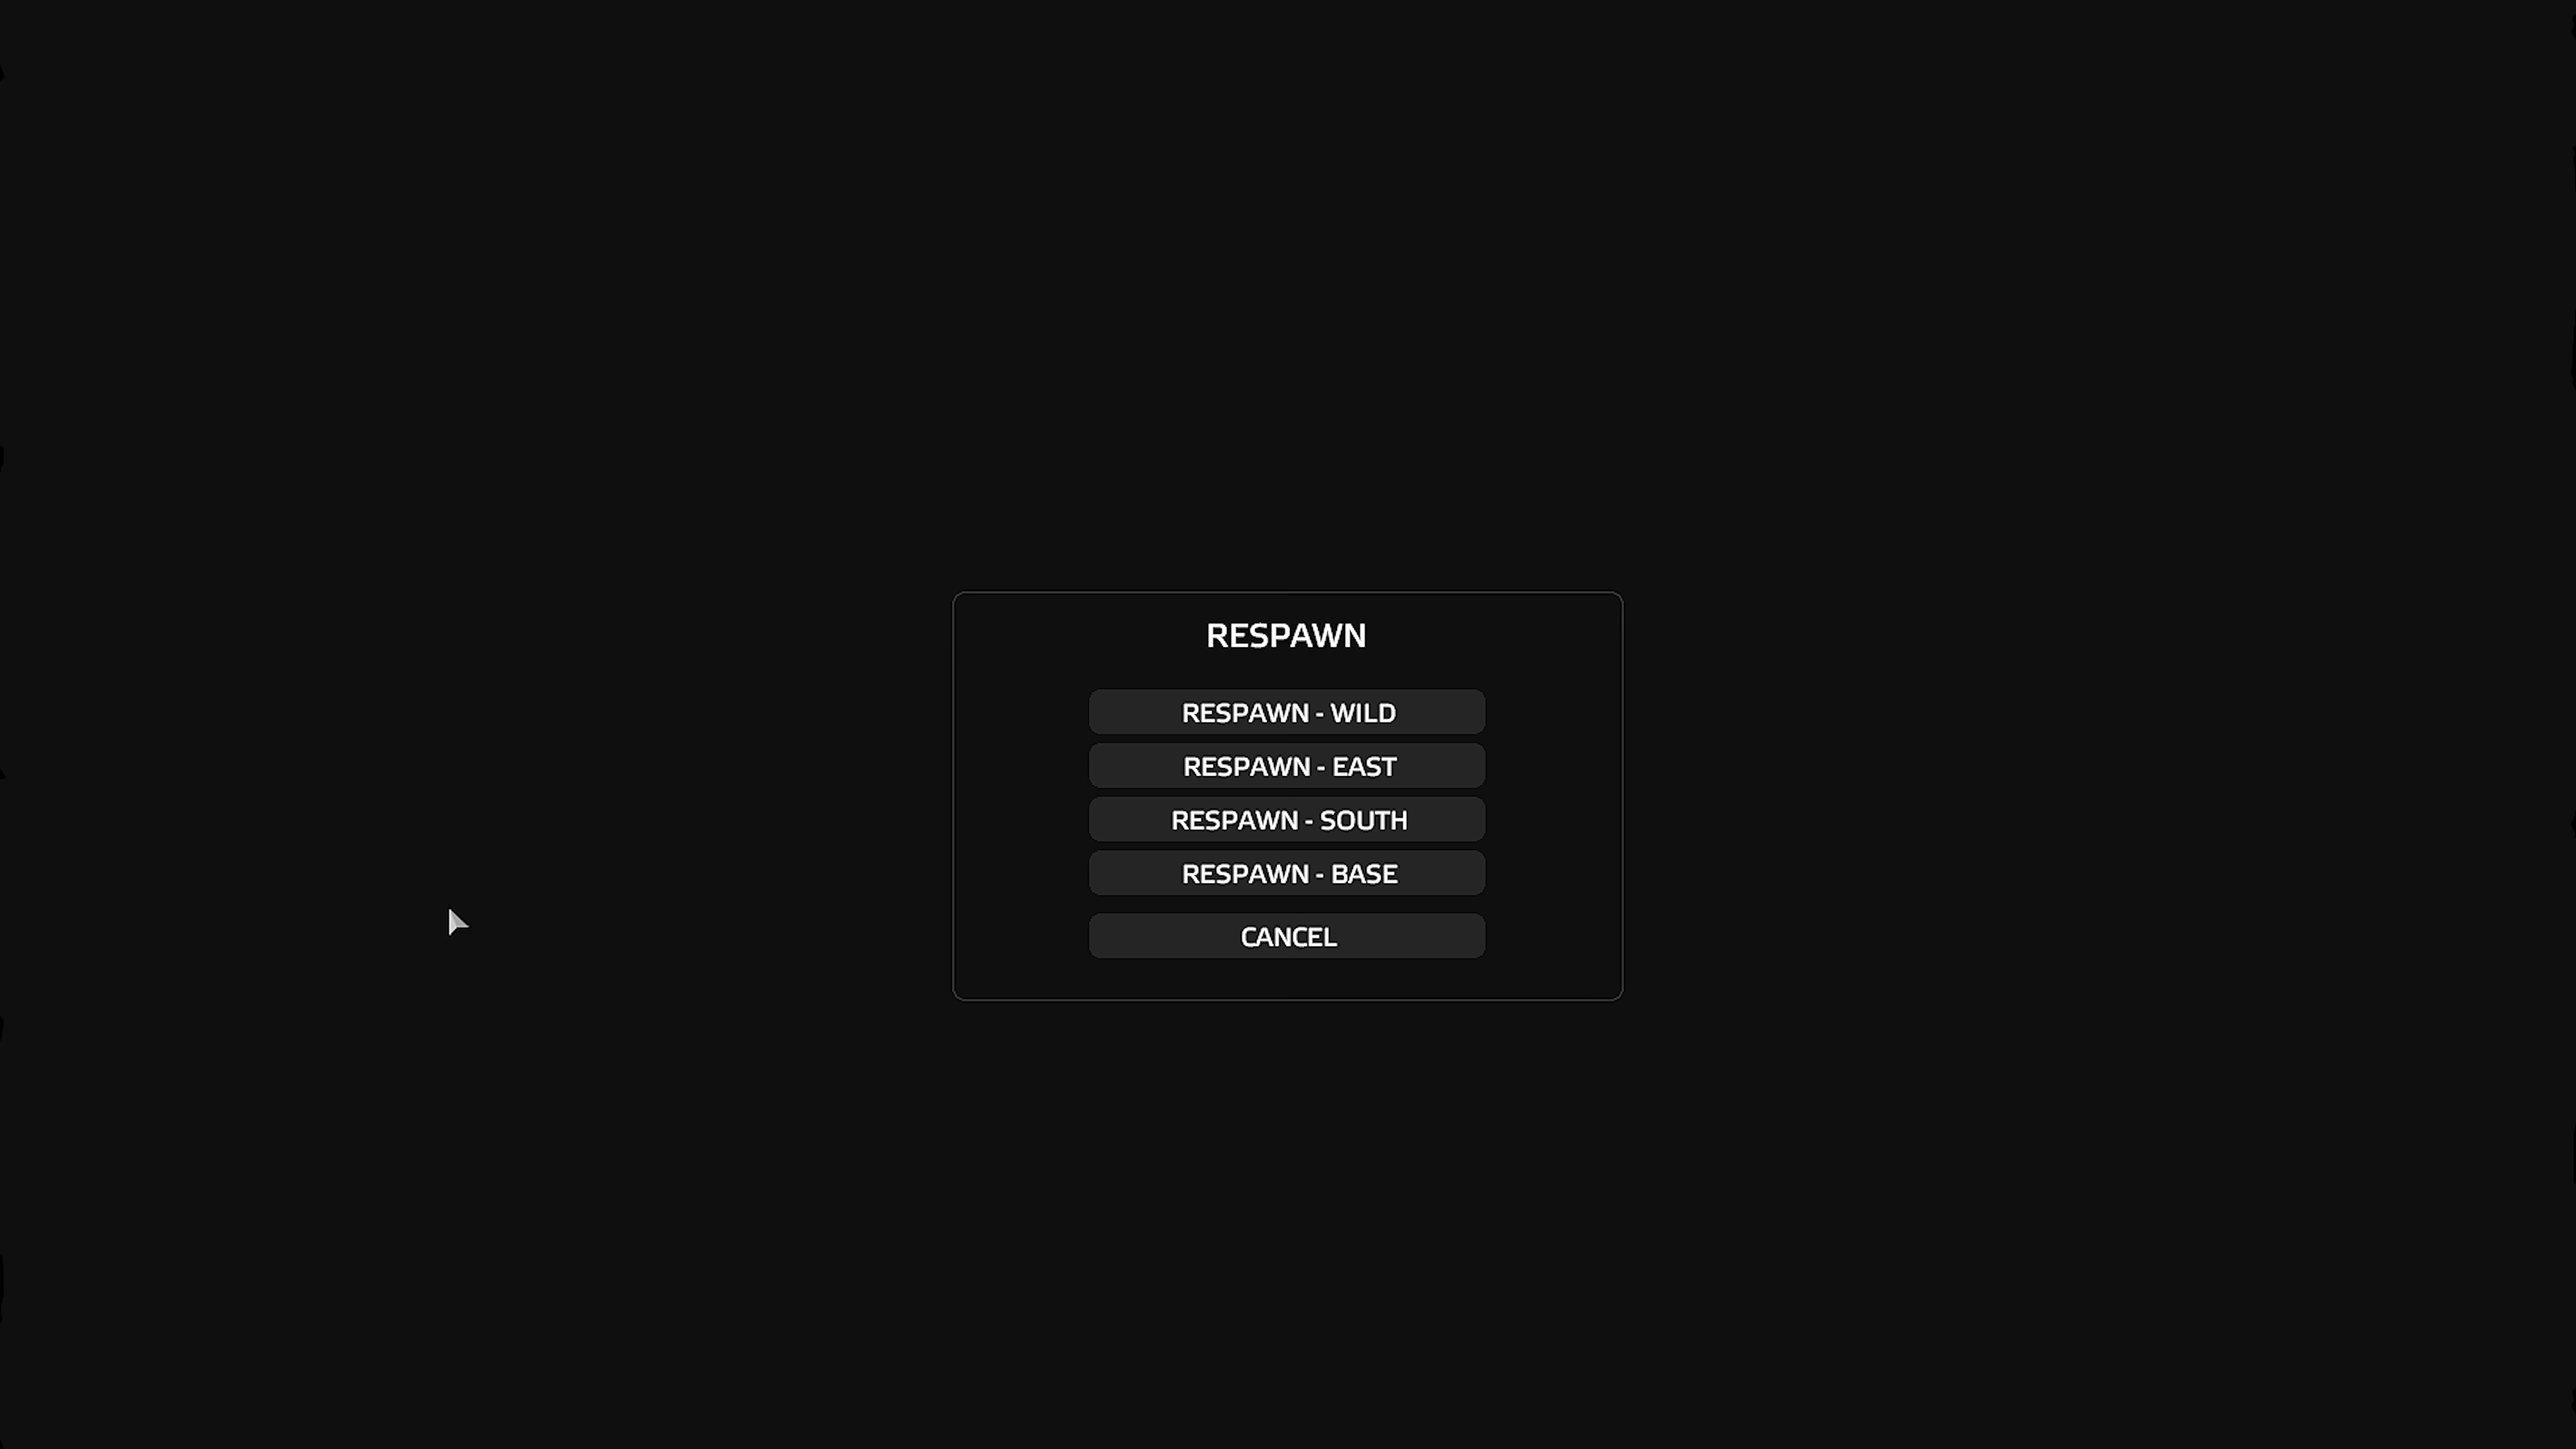 RESPAWN
RESPAWN - WILD
RESPAWN - EAST
RESPAWN - SOUTH
RESPAWN - BASE
CANCEL